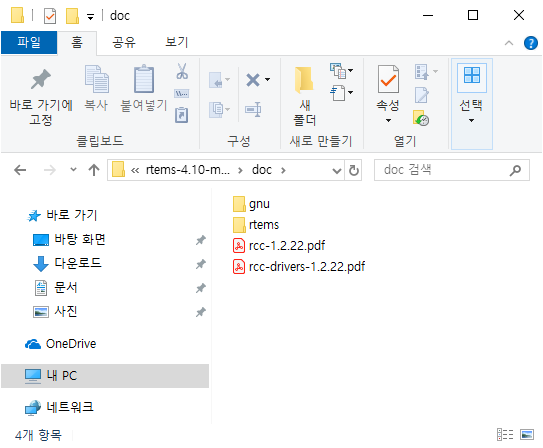 doc
파일 홈 공유 보기
바로 가기에 고정
복사
붙여넣기
클립보드
구성
새 폴더
새로 만들기
속성
열기
선택
« rtems-4.10-m... > doc >
doc 검색
바로 가기
바탕 화면
다운로드
문서
사진
OneDrive
내 PC
네트워크
gnu
rtems
rcc-1.2.22.pdf
rcc-drivers-1.2.22.pdf
4개 항목